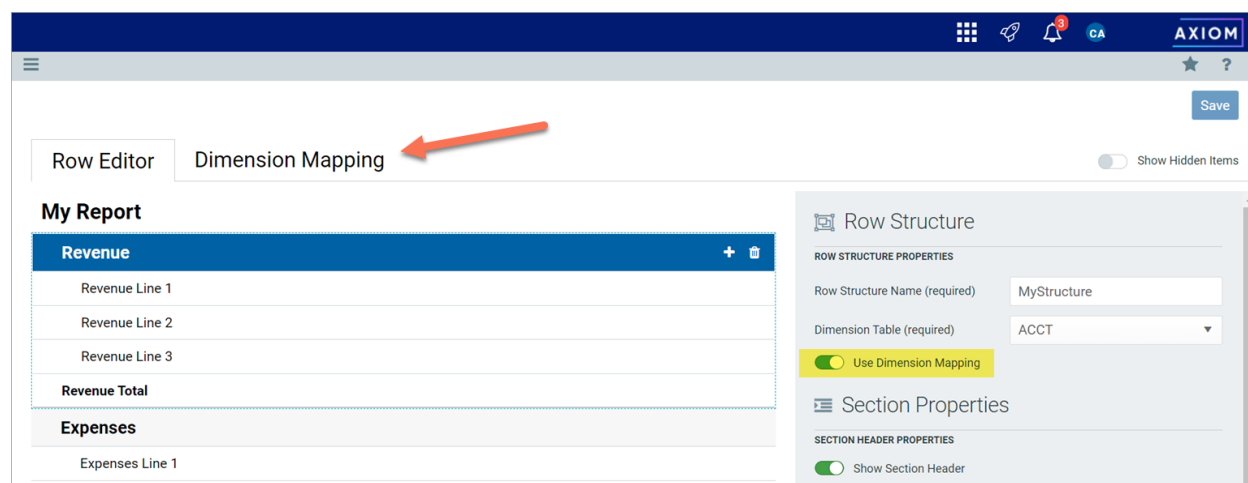 3
CA
AXIOM
?
Save
Row Editor
Dimension Mapping
Show Hidden Items
My Report
Revenue
Revenue Line 1
Revenue Line 2
Revenue Line 3
Revenue Total
Expenses
Expenses Line 1
Row Structure
ROW STRUCTURE PROPERTIES
Row Structure Name (required) MyStructure
Dimension Table (required) ACCT
Use Dimension Mapping
Section Properties
SECTION HEADER PROPERTIES
Show Section Header